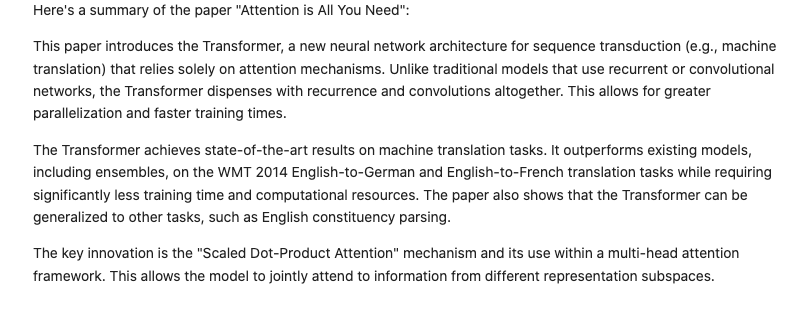 Here's a summary of the paper "Attention is All You Need":
This paper introduces the Transformer, a new neural network architecture for sequence transduction (e.g., machine
translation) that relies solely on attention mechanisms. Unlike traditional models that use recurrent or convolutional
networks, the Transformer dispenses with recurrence and convolutions altogether. This allows for greater
parallelization and faster training times.
The Transformer achieves state-of-the-art results on machine translation tasks. It outperforms existing models,
including ensembles, on the WMT 2014 English-to-German and English-to-French translation tasks while requiring
significantly less training time and computational resources. The paper also shows that the Transformer can be
generalized to other tasks, such as English constituency parsing.
The key innovation is the "Scaled Dot-Product Attention" mechanism and its use within a multi-head attention
framework. This allows the model to jointly attend to information from different representation subspaces.